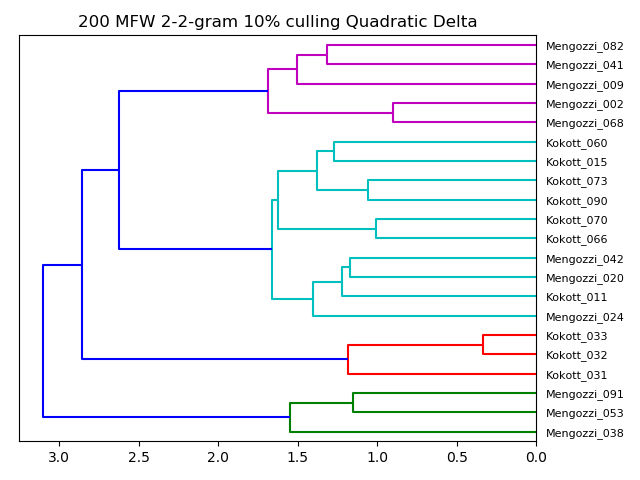 200 MFW 2-2-gram 10% culling Quadratic Delta
Mengozzi_082
Mengozzi_041
Mengozzi_009
Mengozzi_002
Mengozzi_068
Kokott_060
Kokott_015
Kokott_073
Kokott_090
Kokott_070
Kokott_066
Mengozzi_042
Mengozzi_020
Kokott_011
Mengozzi_024
Kokott_033
Kokott_032
Kokott_031
Mengozzi_091
Mengozzi_053
Mengozzi_038
3.0 2.5 2.0 1.5 1.0 0.5 0.0